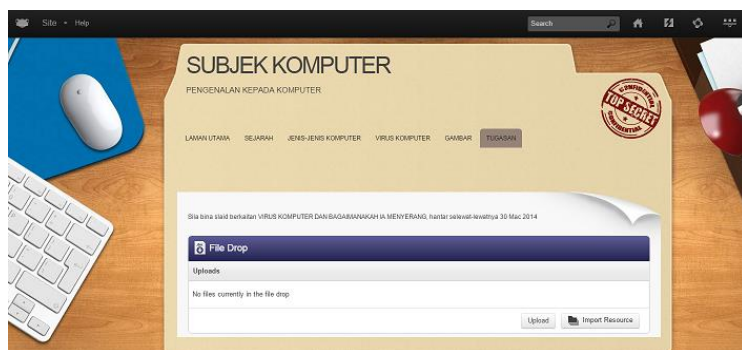 Site Help
Search
SUBJEK KOMPUTER
PENGENALAN KEPADA KOMPUTER
CONFIDENTIAL
TOP SECRET
CONFIDENTIAL
LAMAN UTAMA SEJARAH JENIS-JENIS KOMPUTER VIRUS KOMPUTER GAMBAR TUGASAN
Sila bina slaid berkaitan VIRUS KOMPUTER DAN BAGAIMANAKAH IA MENYERANG, hantar selewat-lewatnya 30 Mac 2014
File Drop
Uploads
No files currently in the file drop
Upload Import Resource